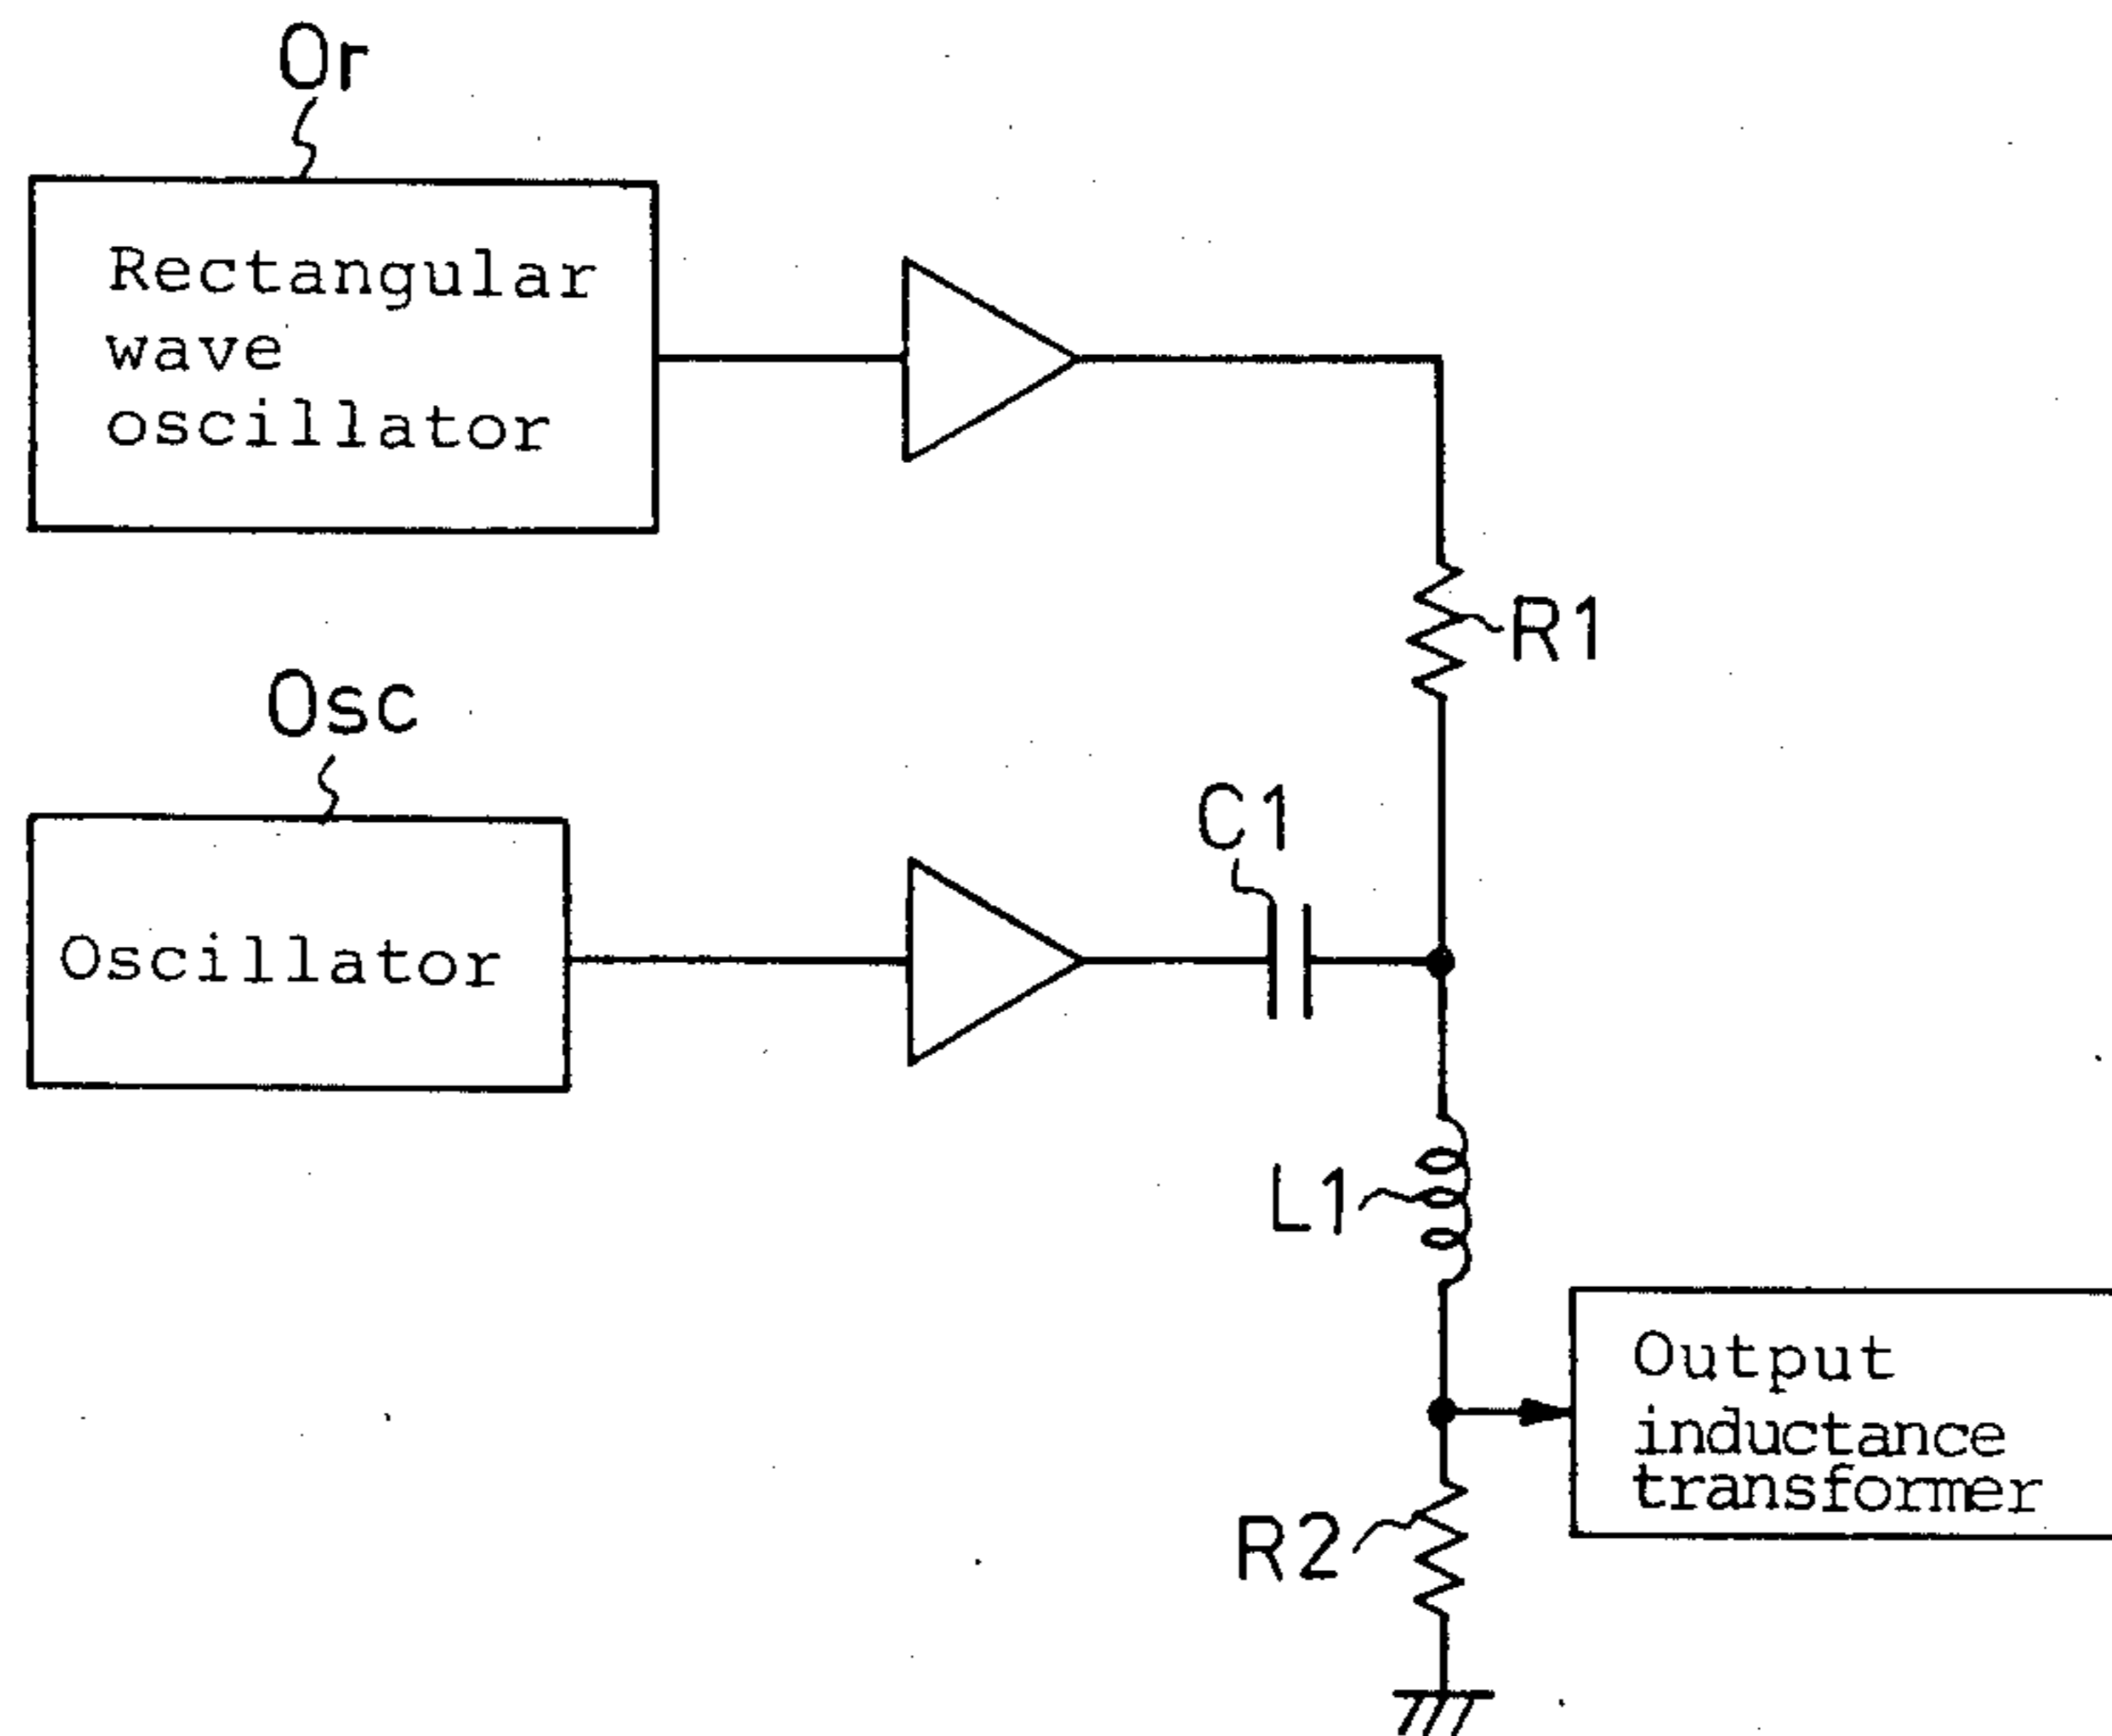 Or
Rectangular
wave
oscillator
R1
Osc
C1
Oscillator
L1
Output
inductance
transformer
R2